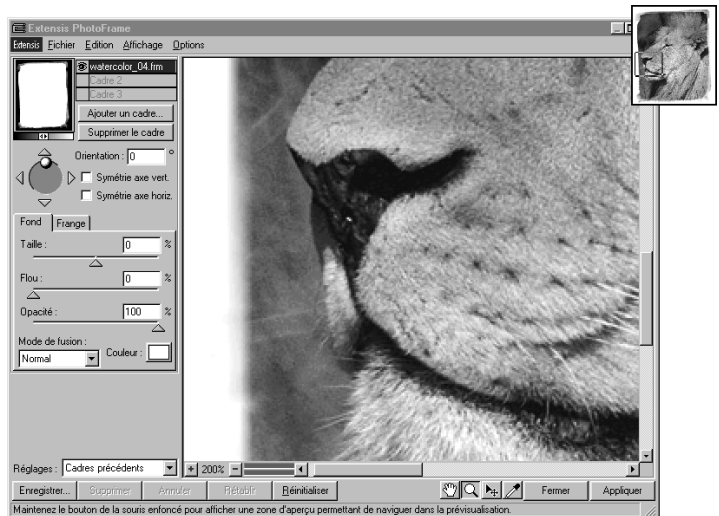 Extensis PhotoFrame
Extensis Fichier Edition Affichage Options
watercolor_04.frm
Cadre 2
Cadre 3
Ajouter un cadre...
Supprimer le cadre
Orientation : 0 °
Symétrie axe vert.
Symétrie axe horiz.
Fond Frange
Taille : 0 %
Flou : 0 %
Opacité : 100 %
Mode de fusion :
Normal Couleur :
Réglages : Cadres précédents 200%
Enregistrer... Supprimer Annuler Rétablir Réinitialiser Fermer Appliquer
Maintenez le bouton de la souris enfoncé pour afficher une zone d'aperçu permettant de naviguer dans la prévisualisation.